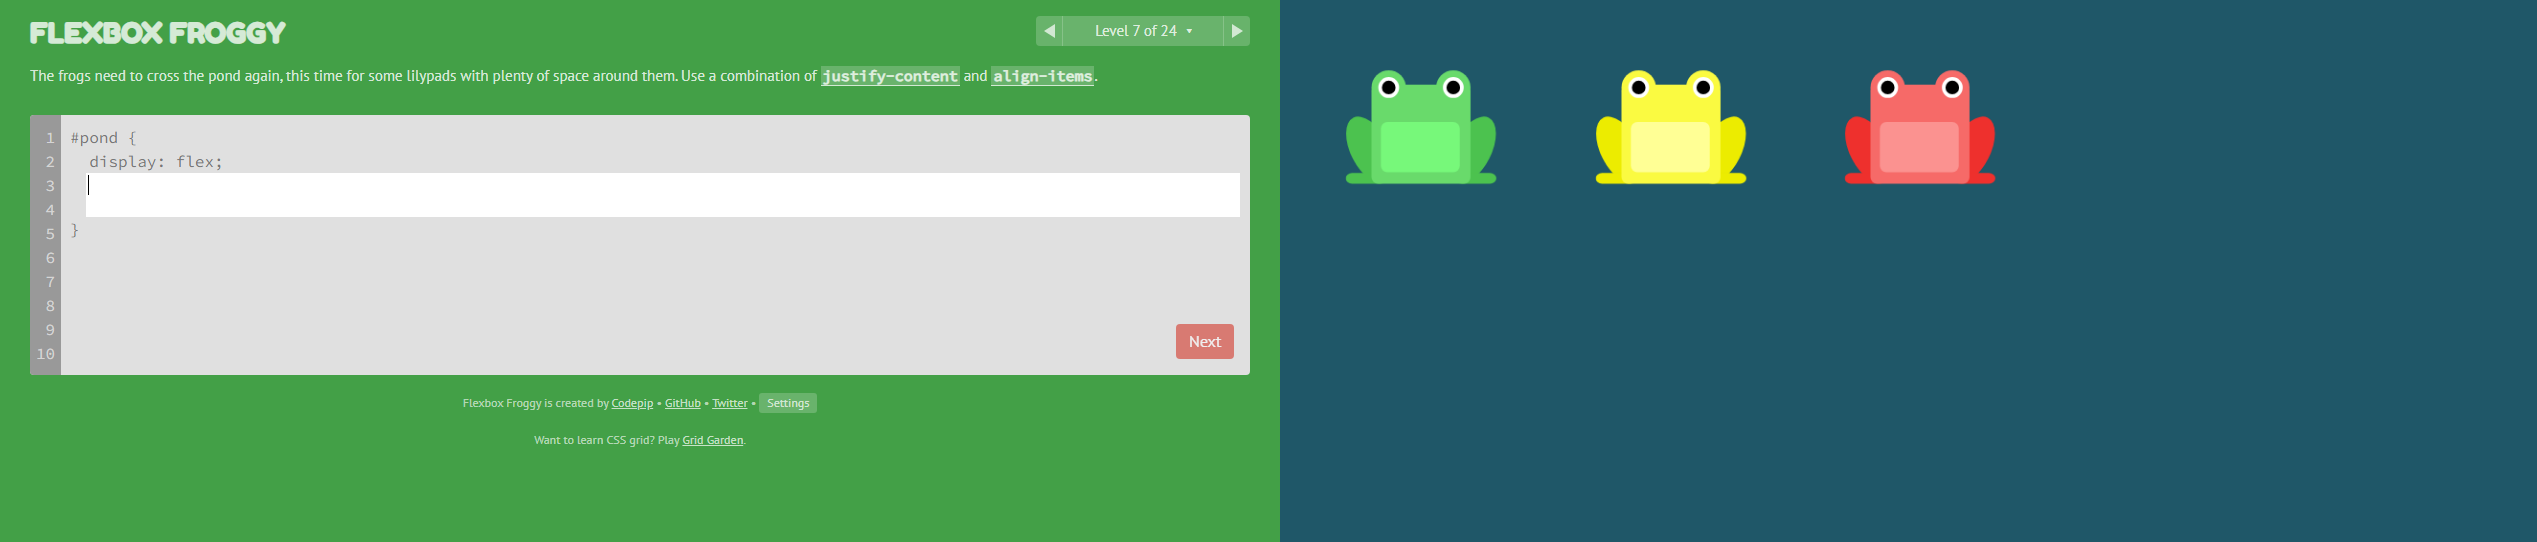 FLEXBOX FROGGY
◀ Level 7 of 24 ▾ ▶
The frogs need to cross the pond again, this time for some lilypads with plenty of space around them. Use a combination of justify-content and align-items.
1 #pond {
2 display: flex;
3
4
5 }
6
7
8
9
10
Next
Flexbox Froggy is created by Codepip • GitHub • Twitter • Settings
Want to learn CSS grid? Play Grid Garden.